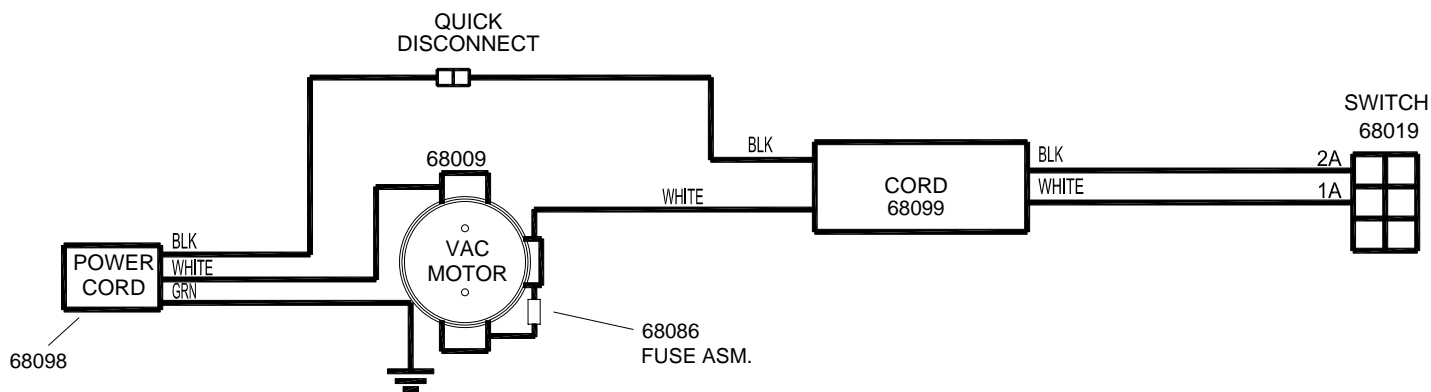 QUICK
DISCONNECT
SWITCH
68019
BLK
BLK
2A
68009
CORD
68099
WHITE
WHITE
1A
BLK
VAC
MOTOR
POWER
CORD
WHITE
GRN
68086
FUSE ASM.
68098